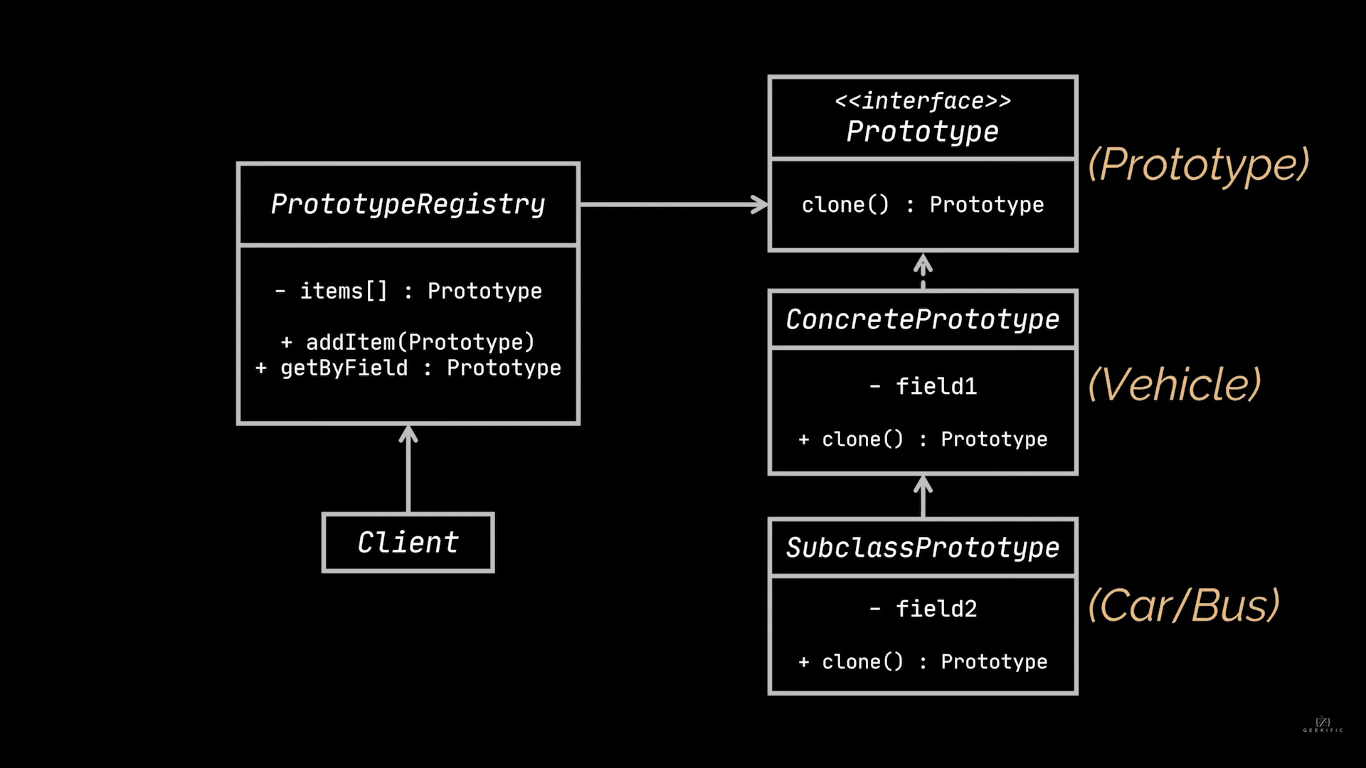 <<interface>>
Prototype
clone() : Prototype
(Prototype)
PrototypeRegistry
- items[] : Prototype
+ addItem(Prototype)
+ getByField : Prototype
Client
ConcretePrototype
- field1
+ clone() : Prototype
(Vehicle)
SubclassPrototype
- field2
+ clone() : Prototype
(Car/Bus)
GEEKIFIC